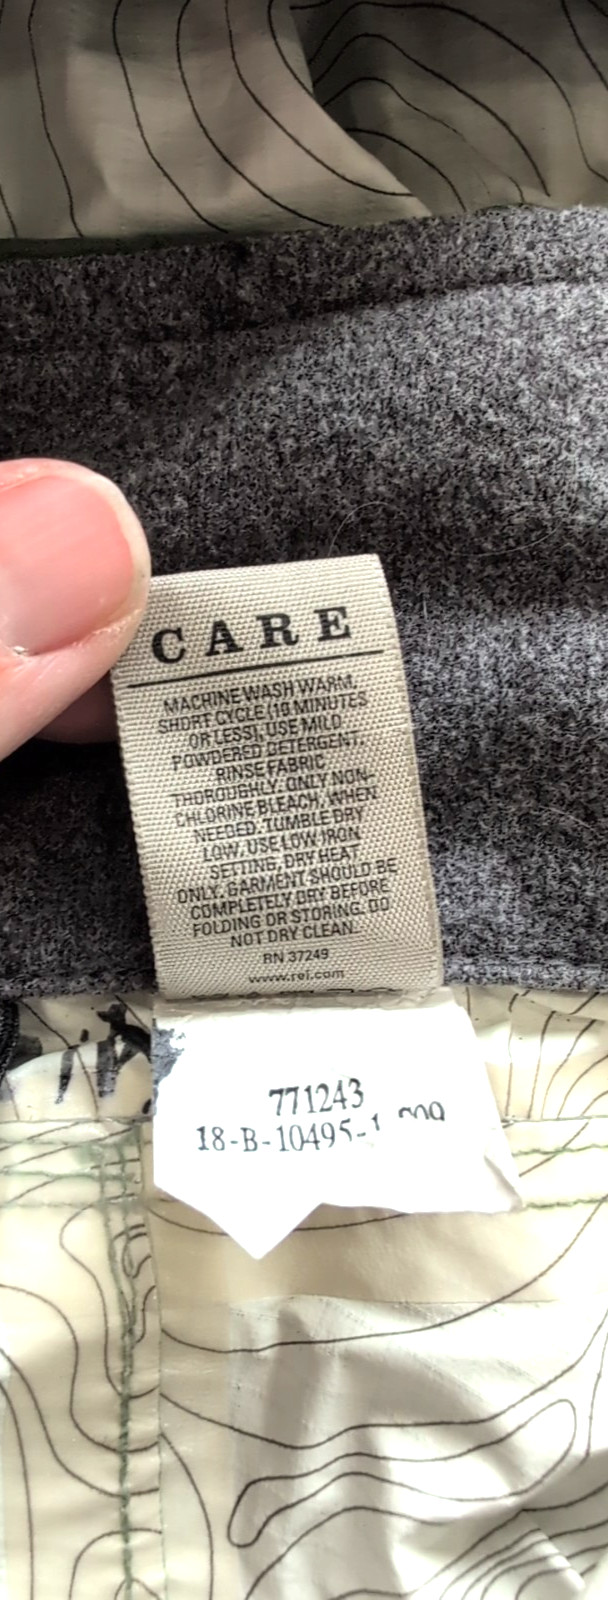 CARE
MACHINE WASH WARM,
SHORT CYCLE (10 MINUTES
OR LESS), USE MILD
POWDERED DETERGENT,
RINSE FABRIC
THOROUGHLY. ONLY NON-
CHLORINE BLEACH, WHEN
NEEDED. TUMBLE DRY
LOW, USE LOW IRON
SETTING, DRY HEAT
ONLY. GARMENT SHOULD BE
COMPLETELY DRY BEFORE
FOLDING OR STORING. DO
NOT DRY CLEAN.
RN 37249
www.rei.com
771243
18-B-10495-